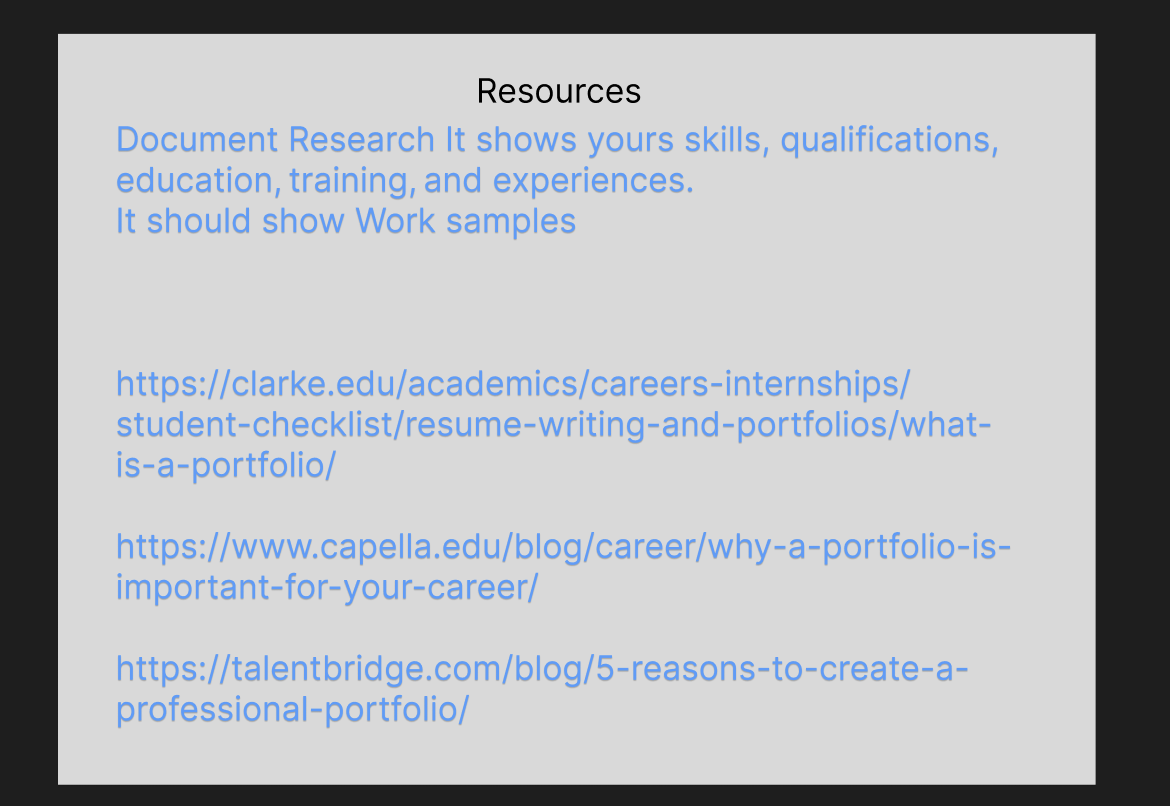 Resources
Document Research It shows yours skills, qualifications,
education, training, and experiences.
It should show Work samples
https://clarke.edu/academics/careers-internships/
student-checklist/resume-writing-and-portfolios/what-
is-a-portfolio/
https://www.capella.edu/blog/career/why-a-portfolio-is-
important-for-your-career/
https://talentbridge.com/blog/5-reasons-to-create-a-
professional-portfolio/